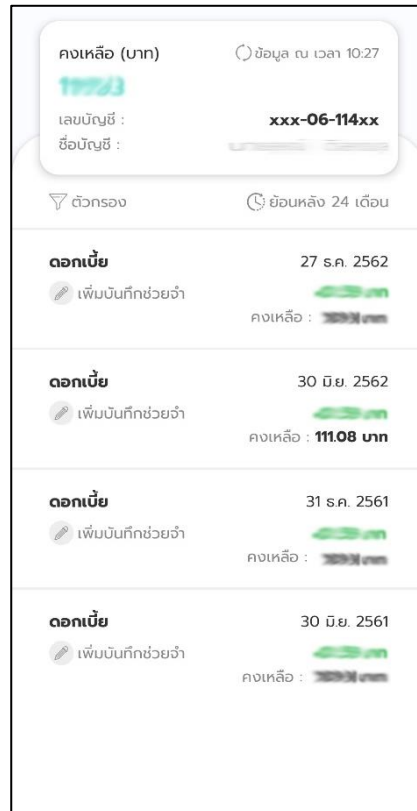 คงเหลือ (บาท) ข้อมูล ณ เวลา 10:27
เลขบัญชี : xxx-06-114xx
ชื่อบัญชี :
ตัวกรอง ย้อนหลัง 24 เดือน
ดอกเบี้ย 27 ธ.ค. 2562
เพิ่มบันทึกช่วยจำ
คงเหลือ :
ดอกเบี้ย 30 มิ.ย. 2562
เพิ่มบันทึกช่วยจำ
คงเหลือ : 111.08 บาท
ดอกเบี้ย 31 ธ.ค. 2561
เพิ่มบันทึกช่วยจำ
คงเหลือ :
ดอกเบี้ย 30 มิ.ย. 2561
เพิ่มบันทึกช่วยจำ
คงเหลือ :